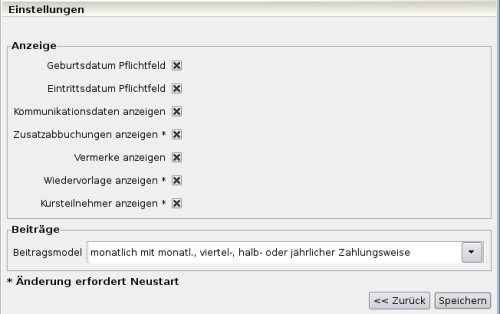 Einstellungen
Anzeige
Geburtsdatum Pflichtfeld
Eintrittsdatum Pflichtfeld
Kommunikationsdaten anzeigen
Zusatzabbuchungen anzeigen *
Vermerke anzeigen
Wiedervorlage anzeigen *
Kursteilnehmer anzeigen *
Beiträge
Beitragsmodel monatlich mit monatl., viertel-, halb- oder jährlicher Zahlungsweise
* Änderung erfordert Neustart
<< Zurück Speichern